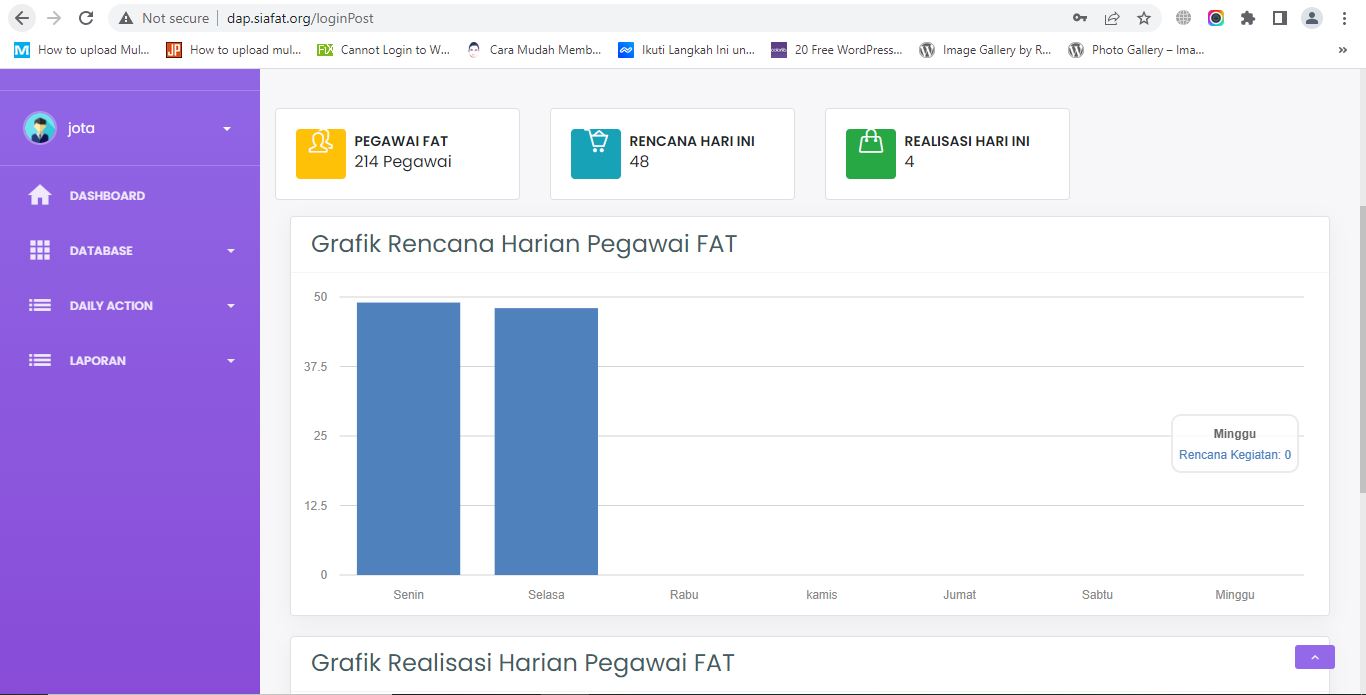 Not secure | dap.siafat.org/loginPost
M How to upload Mul... JP How to upload mul... FIX Cannot Login to W... Cara Mudah Memb... Ikuti Langkah Ini un... colorlib 20 Free WordPress... Image Gallery by R... Photo Gallery – Ima... »
jota
DASHBOARD
DATABASE
DAILY ACTION
LAPORAN
PEGAWAI FAT
214 Pegawai
RENCANA HARI INI
48
REALISASI HARI INI
4
Grafik Rencana Harian Pegawai FAT
50
37.5
25
12.5
0
Minggu
Rencana Kegiatan: 0
Senin Selasa Rabu kamis Jumat Sabtu Minggu
Grafik Realisasi Harian Pegawai FAT